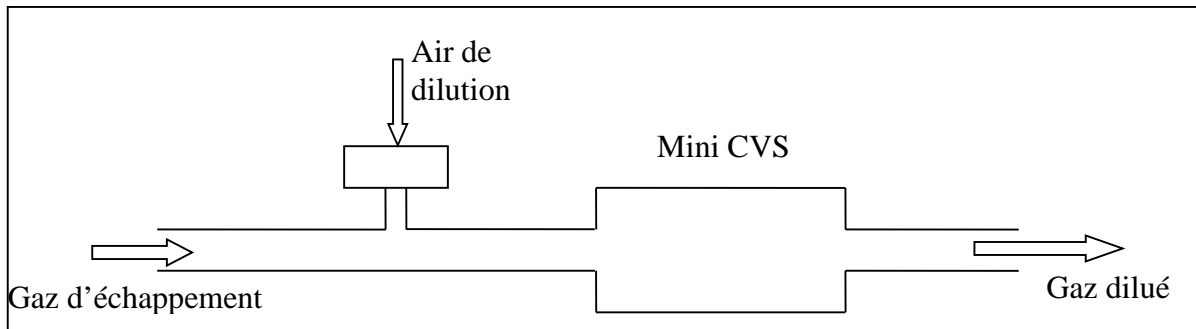 Air de
dilution
Mini CVS
Gaz d'échappement
Gaz dilué